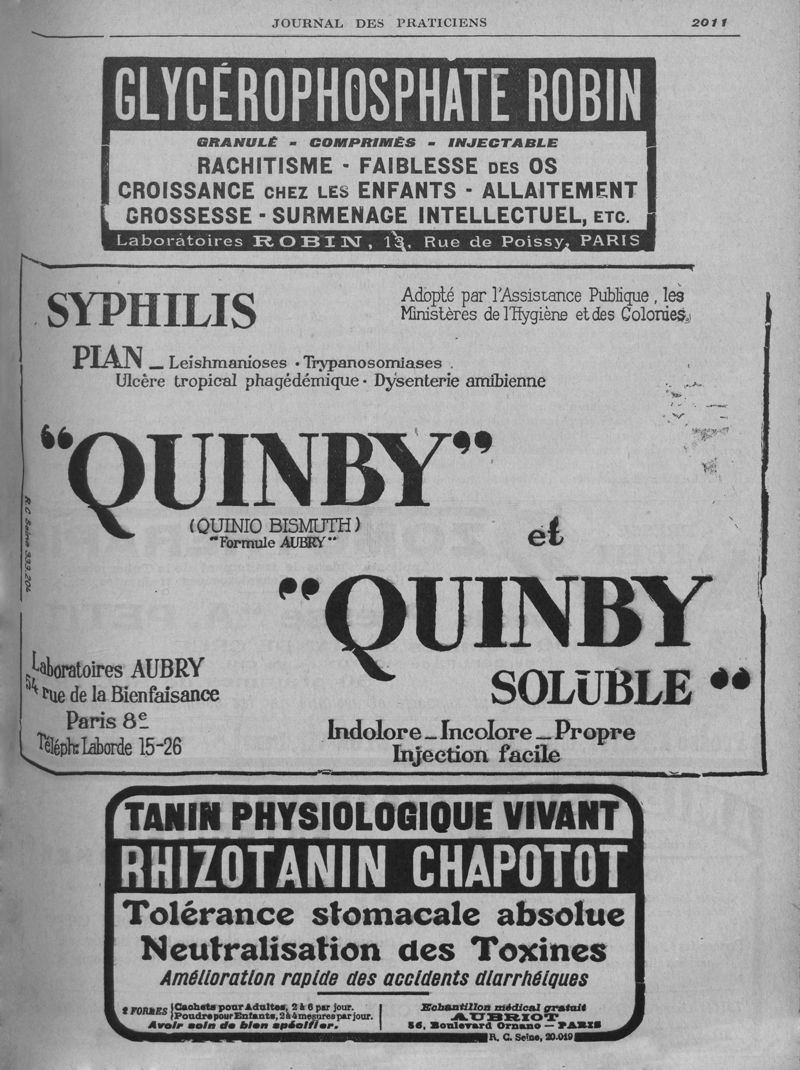 JOURNAL DES PRATICIENS
2011
GLYCÉROPHOSPHATE ROBIN
GRANULÉ - COMPRIMÉS - INJECTABLE
RACHITISME - FAIBLESSE DES OS
CROISSANCE CHEZ LES ENFANTS - ALLAITEMENT
GROSSESSE - SURMENAGE INTELLECTUEL, ETC.
Laboratoires ROBIN, 13, Rue de Poissy, PARIS
SYPHILIS
Adopté par l'Assistance Publique, les
Ministères de l'Hygiène et des Colonies.
PIAN _ Leishmanioses • Trypanosomiases .
Ulcère tropical phagédémique • Dysenterie amibienne
“QUINBY”
(QUINIO BISMUTH)
“Formule AUBRY”
et
“QUINBY
SOLUBLE”
R.C Seine 339.204
Laboratoires AUBRY
54 rue de la Bienfaisance
Paris 8e
Téléph: Laborde 15-26
Indolore _ Incolore _ Propre
Injection facile
TANIN PHYSIOLOGIQUE VIVANT
RHIZOTANIN CHAPOTOT
Tolérance stomacale absolue
Neutralisation des Toxines
Amélioration rapide des accidents diarrhéiques
2 FORMES
Cachets pour Adultes, 2 à 6 par jour.
Poudre pour Enfants, 2 à 4 mesures par jour.
Avoir soin de bien spécifier.
Echantillon médical gratuit
AUBRIOT
56, Boulevard Ornano — PARIS
R. C. Seine, 20.019